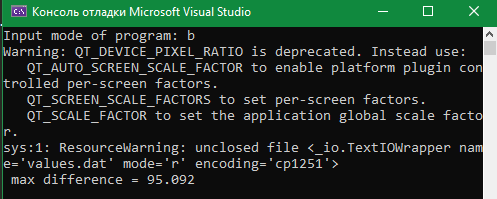 Консоль отладки Microsoft Visual Studio
Input mode of program: b
Warning: QT_DEVICE_PIXEL_RATIO is deprecated. Instead use:
   QT_AUTO_SCREEN_SCALE_FACTOR to enable platform plugin con
trolled per-screen factors.
   QT_SCREEN_SCALE_FACTORS to set per-screen factors.
   QT_SCALE_FACTOR to set the application global scale facto
r.
sys:1: ResourceWarning: unclosed file <_io.TextIOWrapper nam
e='values.dat' mode='r' encoding='cp1251'>
 max difference = 95.092